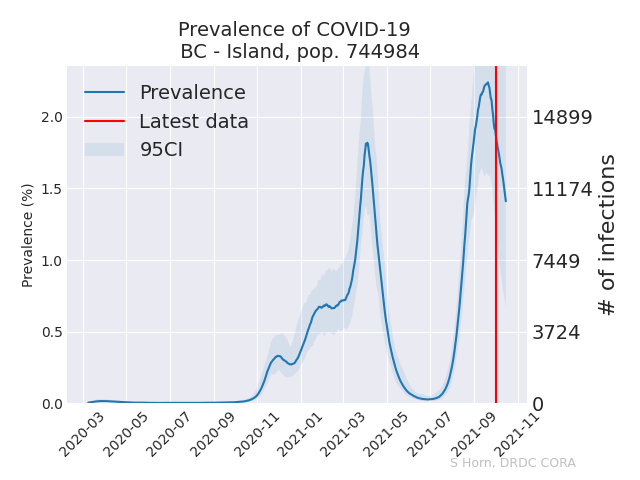 Prevalence of COVID-19
BC - Island, pop. 744984
Prevalence
Latest data
95CI
Prevalence (%)
2.0
1.5
1.0
0.5
0.0
14899
11174
7449
3724
0
# of infections
2020-03
2020-05
2020-07
2020-09
2020-11
2021-01
2021-03
2021-05
2021-07
2021-09
2021-11
S Horn, DRDC CORA